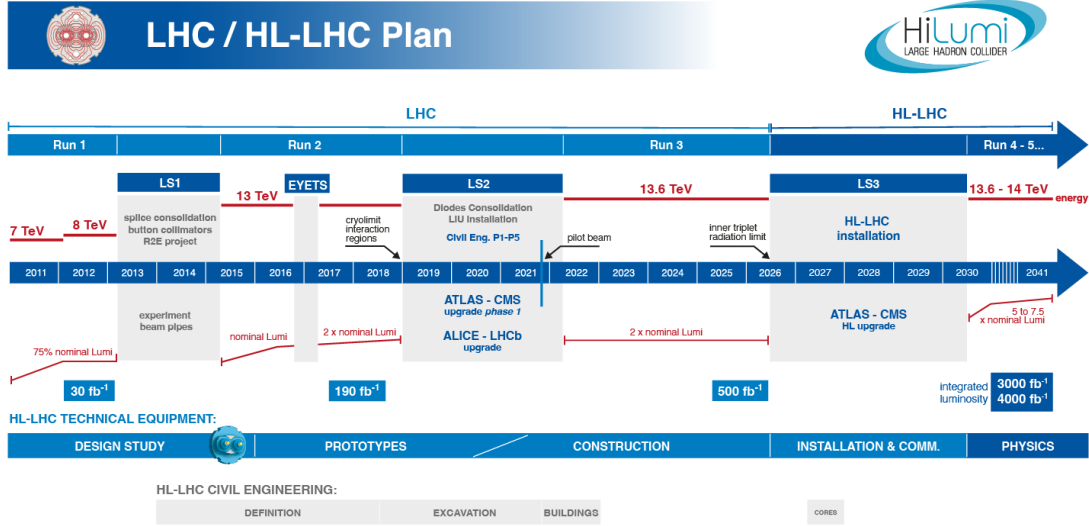 LHC / HL-LHC Plan
HiLumi
LARGE HADRON COLLIDER
LHC
HL-LHC
Run 1
Run 2
Run 3
Run 4 - 5...
LS1
EYETS
LS2
LS3
13 TeV
13.6 TeV
13.6 - 14 TeV
energy
7 TeV
8 TeV
splice consolidation
button collimators
R2E project
cryolimit
interaction
regions
Diodes Consolidation
LIU Installation
Civil Eng. P1-P5
pilot beam
inner triplet
radiation limit
HL-LHC
installation
2011 2012 2013 2014 2015 2016 2017 2018 2019 2020 2021 2022 2023 2024 2025 2026 2027 2028 2029 2030 2041
experiment
beam pipes
ATLAS - CMS
upgrade phase 1
ALICE - LHCb
upgrade
ATLAS - CMS
HL upgrade
5 to 7.5
x nominal Lumi
75% nominal Lumi
nominal Lumi
2 x nominal Lumi
2 x nominal Lumi
30 fb-1
190 fb-1
500 fb-1
integrated
luminosity
3000 fb-1
4000 fb-1
HL-LHC TECHNICAL EQUIPMENT:
DESIGN STUDY
PROTOTYPES
CONSTRUCTION
INSTALLATION & COMM.
PHYSICS
HL-LHC CIVIL ENGINEERING:
DEFINITION
EXCAVATION
BUILDINGS
CORES